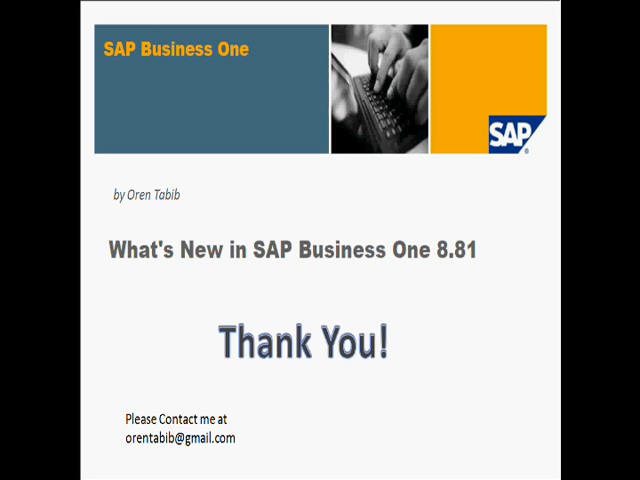 SAP Business One
SAP
®
by Oren Tabib
What's New in SAP Business One 8.81
Thank You!
Please Contact me at
orentabib@gmail.com